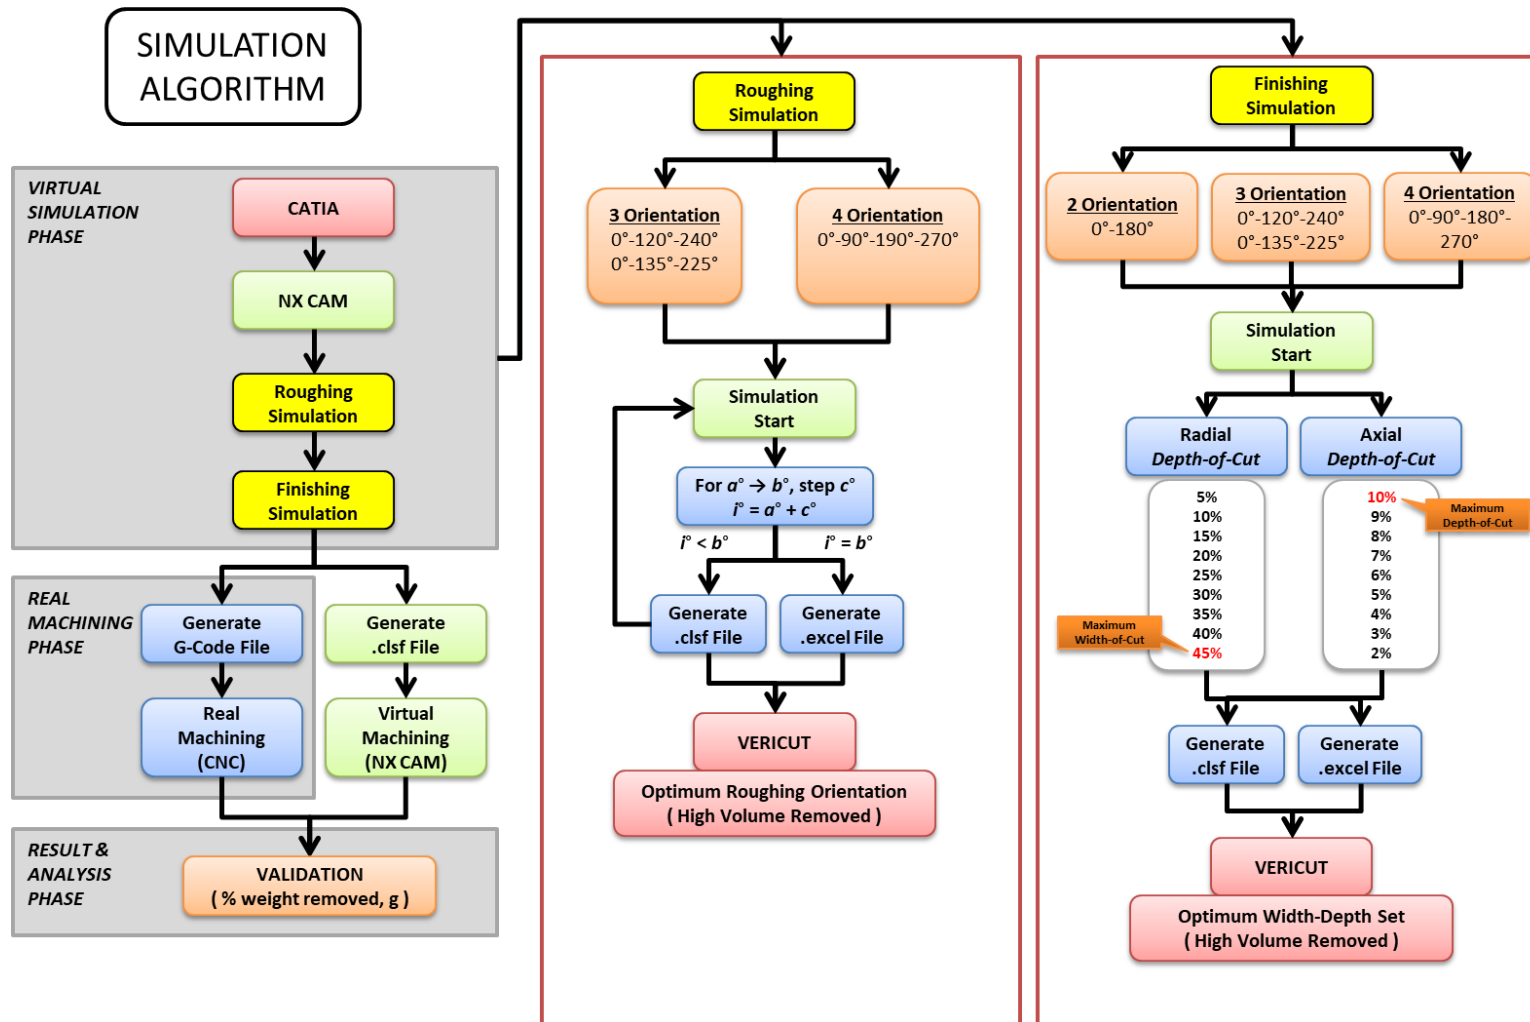 SIMULATION
ALGORITHM
VIRTUAL
SIMULATION
PHASE
CATIA
NX CAM
Roughing
Simulation
Finishing
Simulation
REAL
MACHINING
PHASE
Generate
G-Code File
Generate
.clsf File
Real
Machining
(CNC)
Virtual
Machining
(NX CAM)
RESULT &
ANALYSIS
PHASE
VALIDATION
( % weight removed, g )
Roughing
Simulation
3 Orientation
0°-120°-240°
0°-135°-225°
4 Orientation
0°-90°-190°-270°
Simulation
Start
For a° → b°, step c°
i° = a° + c°
i° < b°
i° = b°
Generate
.clsf File
Generate
.excel File
VERICUT
Optimum Roughing Orientation
( High Volume Removed )
Finishing
Simulation
2 Orientation
0°-180°
3 Orientation
0°-120°-240°
0°-135°-225°
4 Orientation
0°-90°-180°-
270°
Simulation
Start
Radial
Depth-of-Cut
5%
10%
15%
20%
25%
30%
35%
40%
45%
Maximum
Width-of-Cut
Axial
Depth-of-Cut
10%
9%
8%
7%
6%
5%
4%
3%
2%
Maximum
Depth-of-Cut
Generate
.clsf File
Generate
.excel File
VERICUT
Optimum Width-Depth Set
( High Volume Removed )